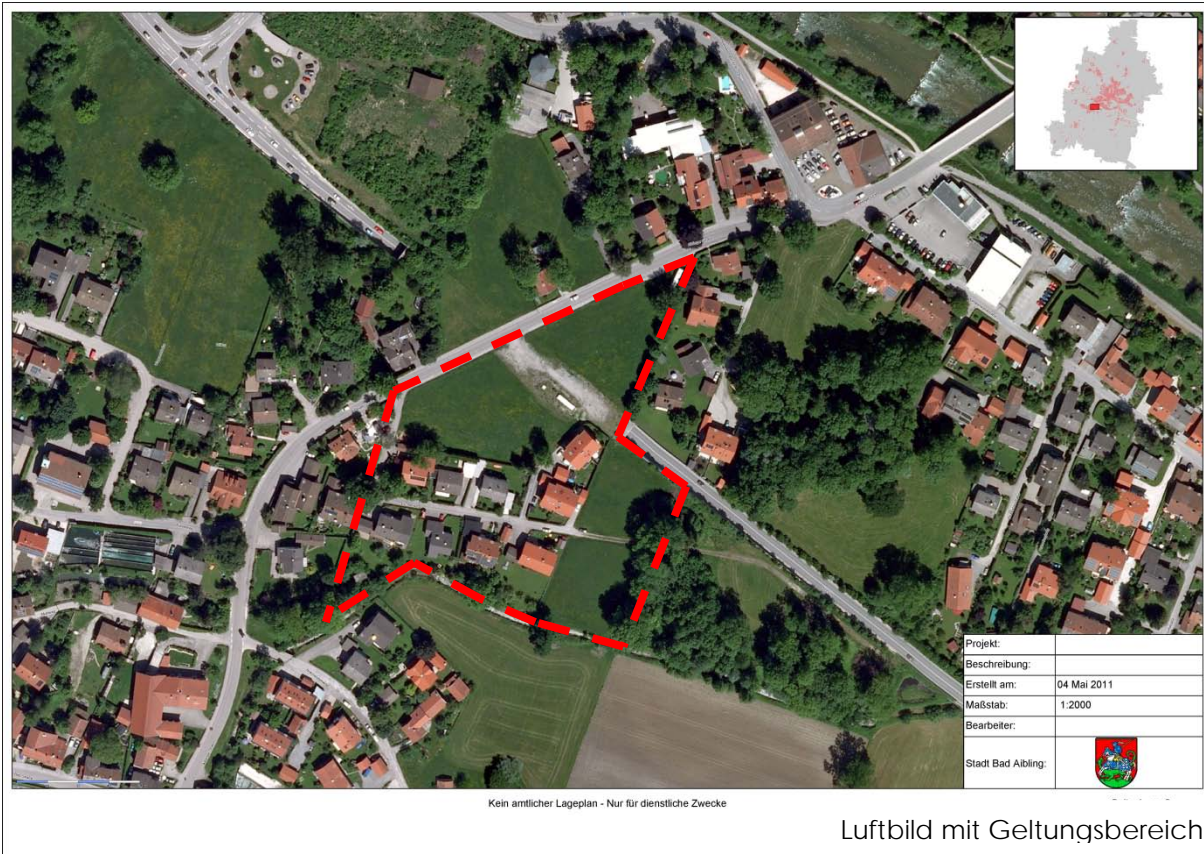 Projekt:
Beschreibung:
Erstellt am: 04 Mai 2011
Maßstab: 1:2000
Bearbeiter:
Stadt Bad Aibling:
Kein amtlicher Lageplan - Nur für dienstliche Zwecke
Luftbild mit Geltungsbereich